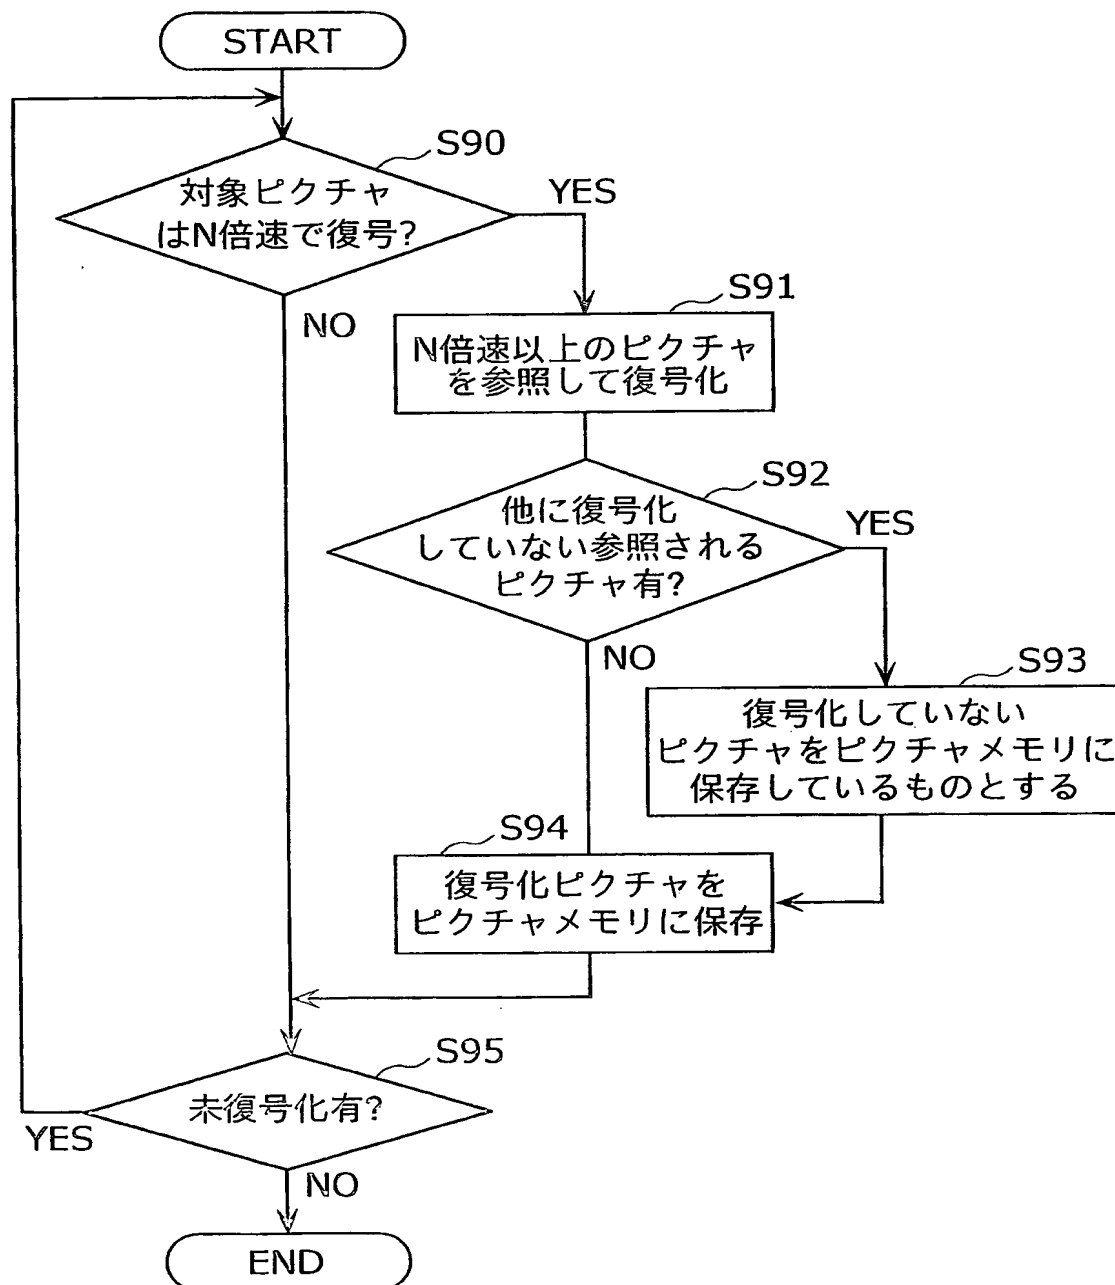 START
S90
対象ピクチャ
はN倍速で復号?
YES
NO
S91
N倍速以上のピクチャ
を参照して復号化
S92
他に復号化
していない参照される
ピクチャ有?
YES
NO
S93
復号化していない
ピクチャをピクチャメモリに
保存しているものとする
S94
復号化ピクチャを
ピクチャメモリに保存
S95
未復号化有?
YES
NO
END